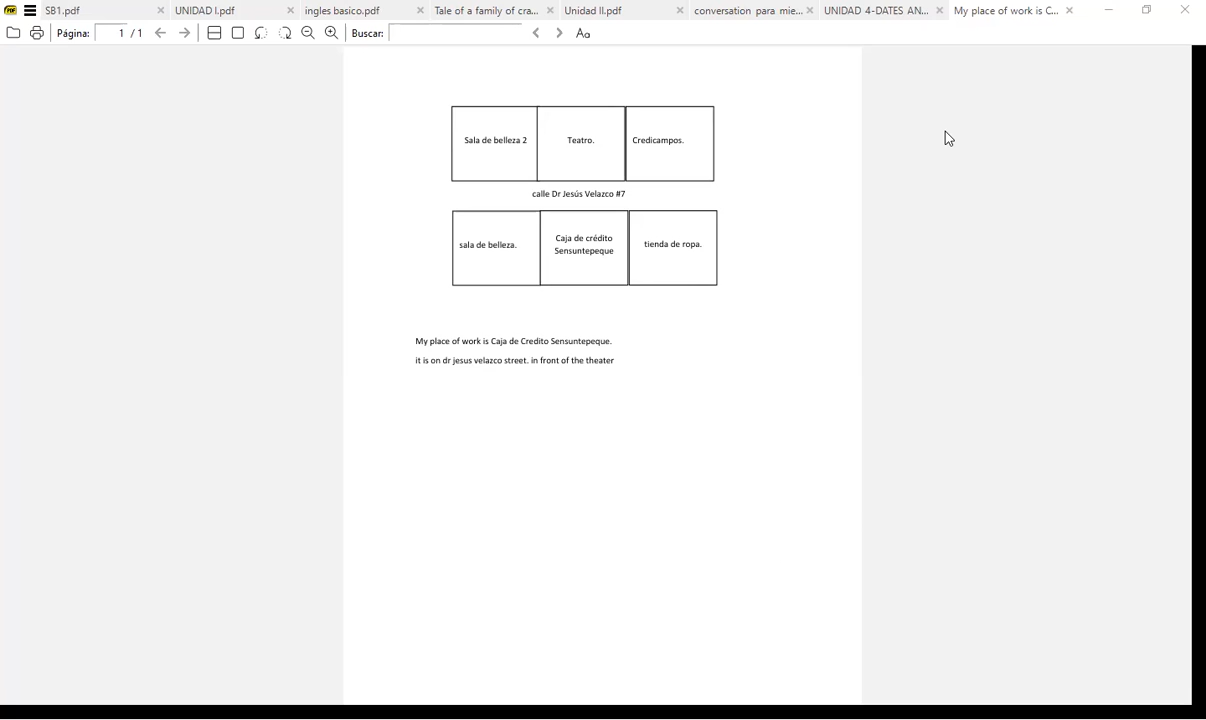 SB1.pdf
UNIDAD I.pdf
ingles basico.pdf
Tale of a family of cra...
Unidad II.pdf
conversation para mie...
UNIDAD 4-DATES AN...
My place of work is C...
Página: 1 / 1 Buscar:
Sala de belleza 2
Teatro.
Credicampos.
calle Dr Jesús Velazco #7
sala de belleza.
Caja de crédito
Sensuntepeque
tienda de ropa.
My place of work is Caja de Credito Sensuntepeque.
it is on dr jesus velazco street. in front of the theater